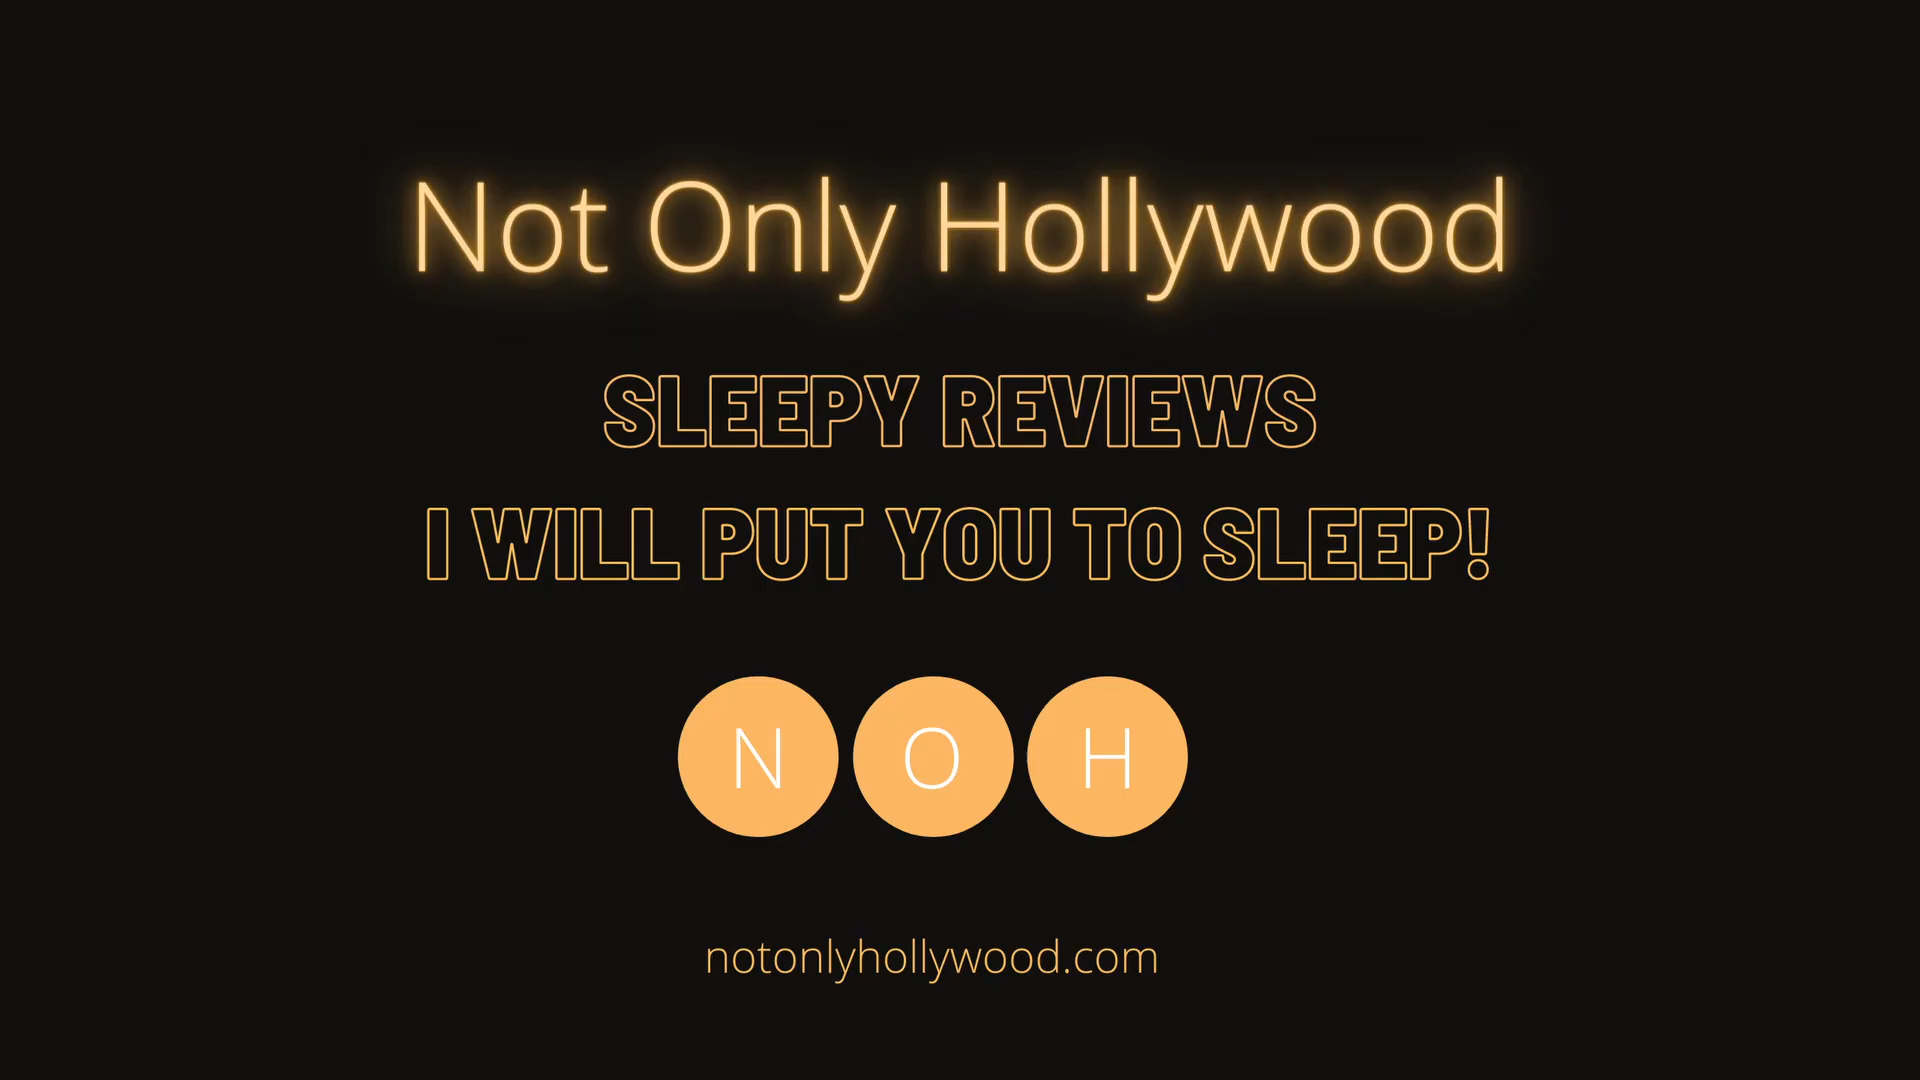 Not Only Hollywood
SLEEPY REVIEWS
I WILL PUT YOU TO SLEEP!
N O H
notonlyhollywood.com